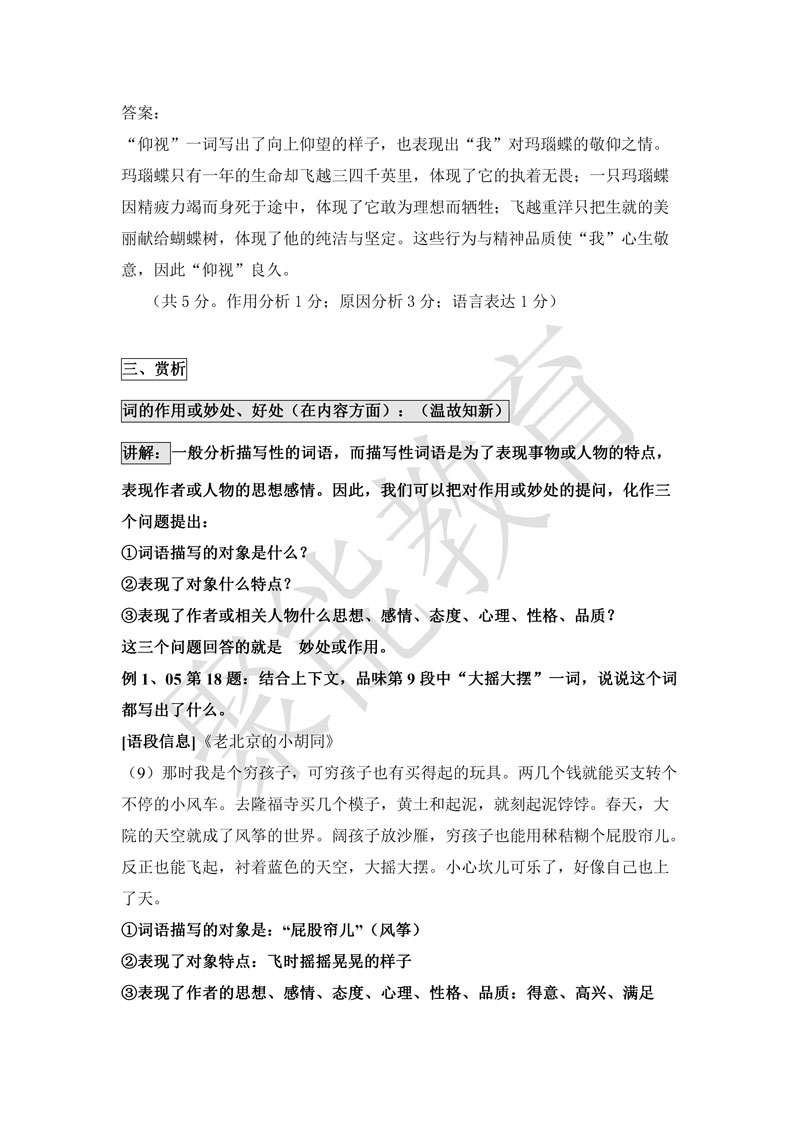 答案：
“仰视”一词写出了向上仰望的样子，也表现出“我”对玛瑙蝶的敬仰之情。
玛瑙蝶只有一年的生命却飞越三四千英里，体现了它的执着无畏；一只玛瑙蝶
因精疲力竭而身死于途中，体现了它敢为理想而牺牲；飞越重洋只把生就的美
丽献给蝴蝶树，体现了他的纯洁与坚定。这些行为与精神品质使“我”心生敬
意，因此“仰视”良久。
（共 5 分。作用分析 1 分；原因分析 3 分；语言表达 1 分）
三、赏析
词的作用或妙处、好处（在内容方面）：（温故知新）
讲解：一般分析描写性的词语，而描写性词语是为了表现事物或人物的特点，
表现作者或人物的思想感情。因此，我们可以把对作用或妙处的提问，化作三
个问题提出：
①词语描写的对象是什么？
②表现了对象什么特点？
③表现了作者或相关人物什么思想、感情、态度、心理、性格、品质？
这三个问题回答的就是　妙处或作用。
例 1、05 第 18 题：结合上下文，品味第 9 段中“大摇大摆”一词，说说这个词
都写出了什么。
[语段信息]《老北京的小胡同》
（9）那时我是个穷孩子，可穷孩子也有买得起的玩具。两几个钱就能买支转个
不停的小风车。去隆福寺买几个模子，黄土和起泥，就刻起泥饽饽。春天，大
院的天空就成了风筝的世界。阔孩子放沙雁，穷孩子也能用秫秸糊个屁股帘儿。
反正也能飞起，衬着蓝色的天空，大摇大摆。小心坎儿可乐了，好像自己也上
了天。
①词语描写的对象是：“屁股帘儿”（风筝）
②表现了对象特点：飞时摇摇晃晃的样子
③表现了作者的思想、感情、态度、心理、性格、品质：得意、高兴、满足
聚能教育